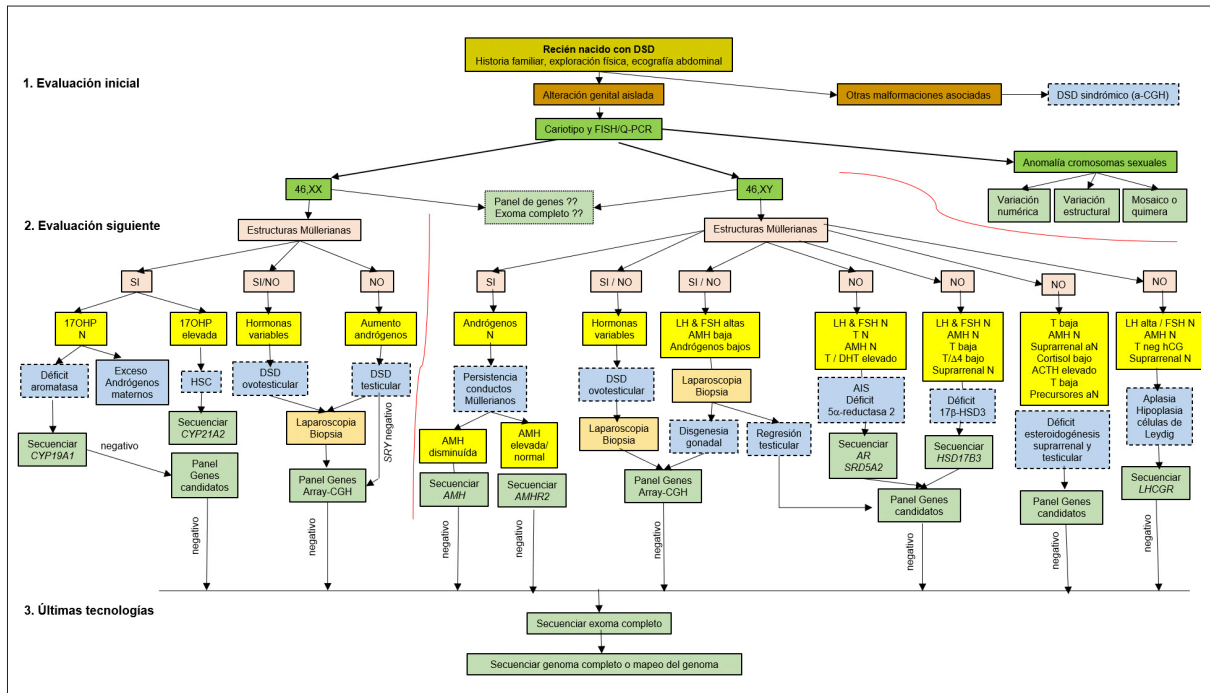 Recién nacido con DSD
Historia familiar, exploración física, ecografía abdominal
1. Evaluación inicial
Alteración genital aislada
Otras malformaciones asociadas
DSD sindrómico (a-CGH)
Cariotipo y FISH/Q-PCR
Anomalía cromosomas sexuales
46,XX
Panel de genes ??
Exoma completo ??
46,XY
Variación
numérica
Variación
estructural
Mosaico o
quimera
2. Evaluación siguiente
Estructuras Müllerianas
Estructuras Müllerianas
SI
SI/NO
NO
SI
SI / NO
SI / NO
NO
NO
NO
NO
17OHP
N
17OHP
elevada
Hormonas
variables
Aumento
andrógenos
Andrógenos
N
Hormonas
variables
LH & FSH altas
AMH baja
Andrógenos bajos
LH & FSH N
T N
AMH N
T / DHT elevado
LH & FSH N
AMH N
T baja
T/Δ4 bajo
Suprarrenal N
T baja
AMH N
Suprarrenal aN
Cortisol bajo
ACTH elevado
T baja
Precursores aN
LH alta / FSH N
AMH N
T neg hCG
Suprarrenal N
Déficit
aromatasa
Exceso
Andrógenos
maternos
HSC
DSD
ovotesticular
DSD
testicular
Persistencia
conductos
Müllerianos
DSD
ovotesticular
Laparoscopia
Biopsia
AIS
Déficit
5α-reductasa 2
Déficit
17β-HSD3
Déficit
esteroidogénesis
suprarrenal y
testicular
Aplasia
Hipoplasia
células de
Leydig
Secuenciar
CYP19A1
negativo
Secuenciar
CYP21A2
Laparoscopia
Biopsia
SRY negativo
AMH
disminuída
AMH
elevada/
normal
Laparoscopia
Biopsia
Disgenesia
gonadal
Regresión
testicular
Secuenciar
AR
SRD5A2
Secuenciar
HSD17B3
Panel
Genes
candidatos
Panel Genes
Array-CGH
Secuenciar
AMH
Secuenciar
AMHR2
Panel Genes
Array-CGH
Panel Genes
candidatos
Panel Genes
candidatos
Secuenciar
LHCGR
negativo
negativo
negativo
negativo
negativo
negativo
negativo
negativo
3. Últimas tecnologías
Secuenciar exoma completo
Secuenciar genoma completo o mapeo del genoma